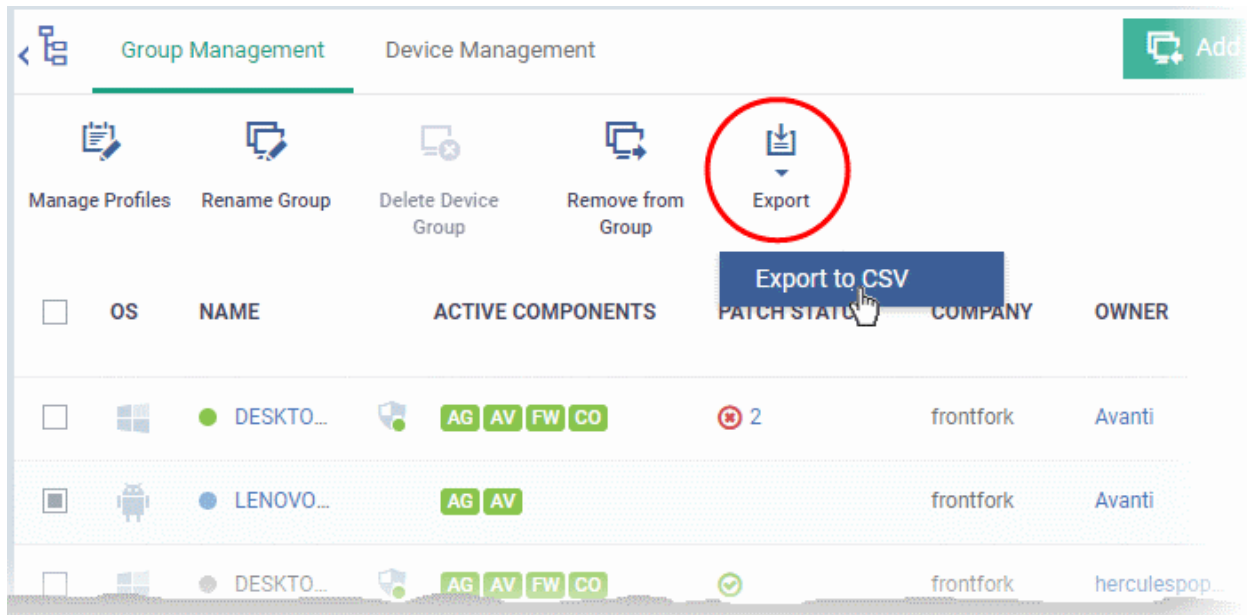 Group Management Device Management Add
Manage Profiles Rename Group Delete Device Group Remove from Group Export
Export to CSV
OS NAME ACTIVE COMPONENTS PATCH STATUS COMPANY OWNER
DESKTO... AG AV FW CO 2 frontfork Avanti
LENOVO... AG AV frontfork Avanti
DESKTO... AG AV FW CO frontfork herculespop...